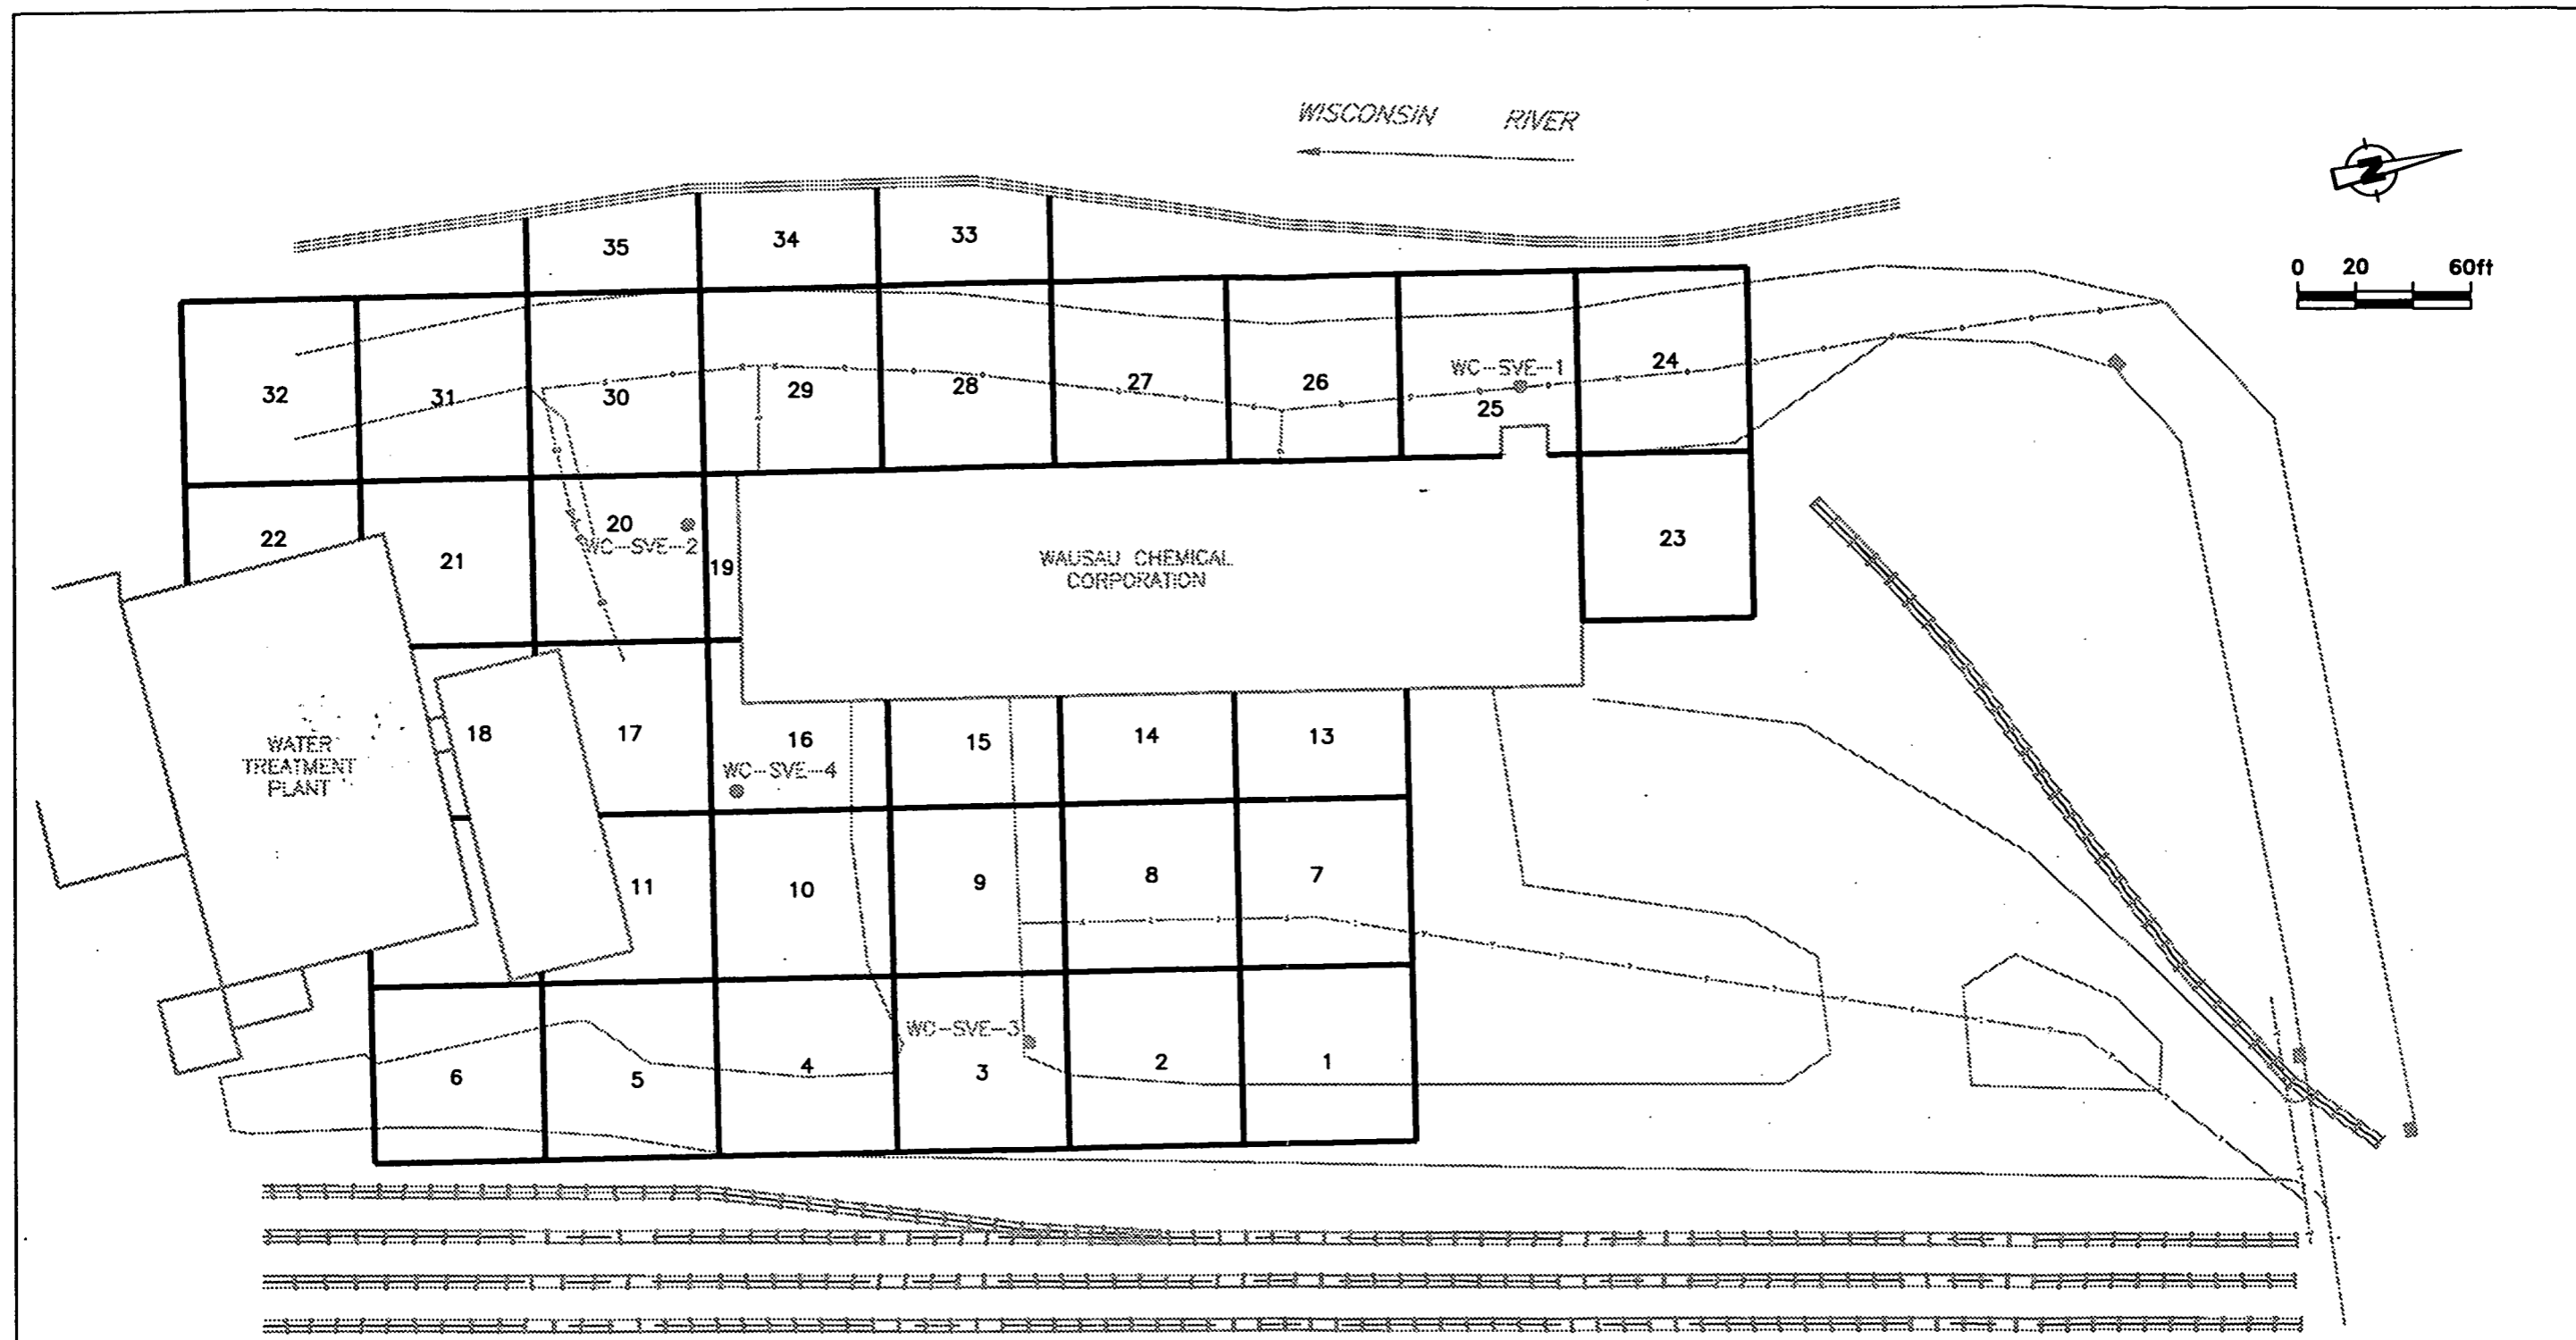 WISCONSIN RIVER
N
0 20 60ft
35 34 33
32 31 30 29 28 27 26 WC-SVE-1 24
25
22 21 20 19 23
WC-SVE-2
WAUSAU CHEMICAL
CORPORATION
18 17 16 15 14 13
WC-SVE-4
WATER
TREATMENT
PLANT
11 10 9 8 7
WC-SVE-3
6 5 4 3 2 1